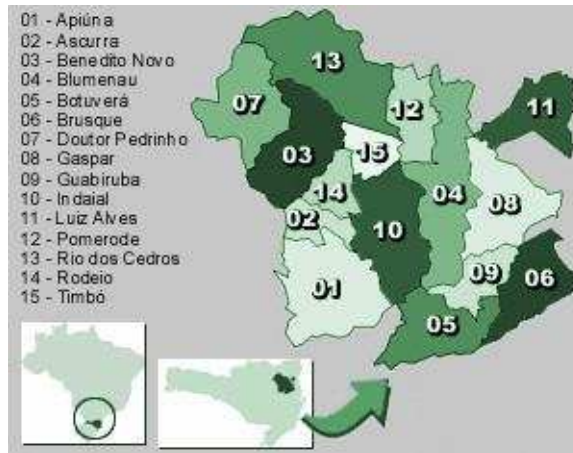 01 - Apiúna
02 - Ascurra
03 - Benedito Novo
04 - Blumenau
05 - Botuverá
06 - Brusque
07 - Doutor Pedrinho
08 - Gaspar
09 - Guabiruba
10 - Indaial
11 - Luiz Alves
12 - Pomerode
13 - Rio dos Cedros
14 - Rodeio
15 - Timbó
13
07
12
11
03
15
14
04
08
02
10
09
06
01
05